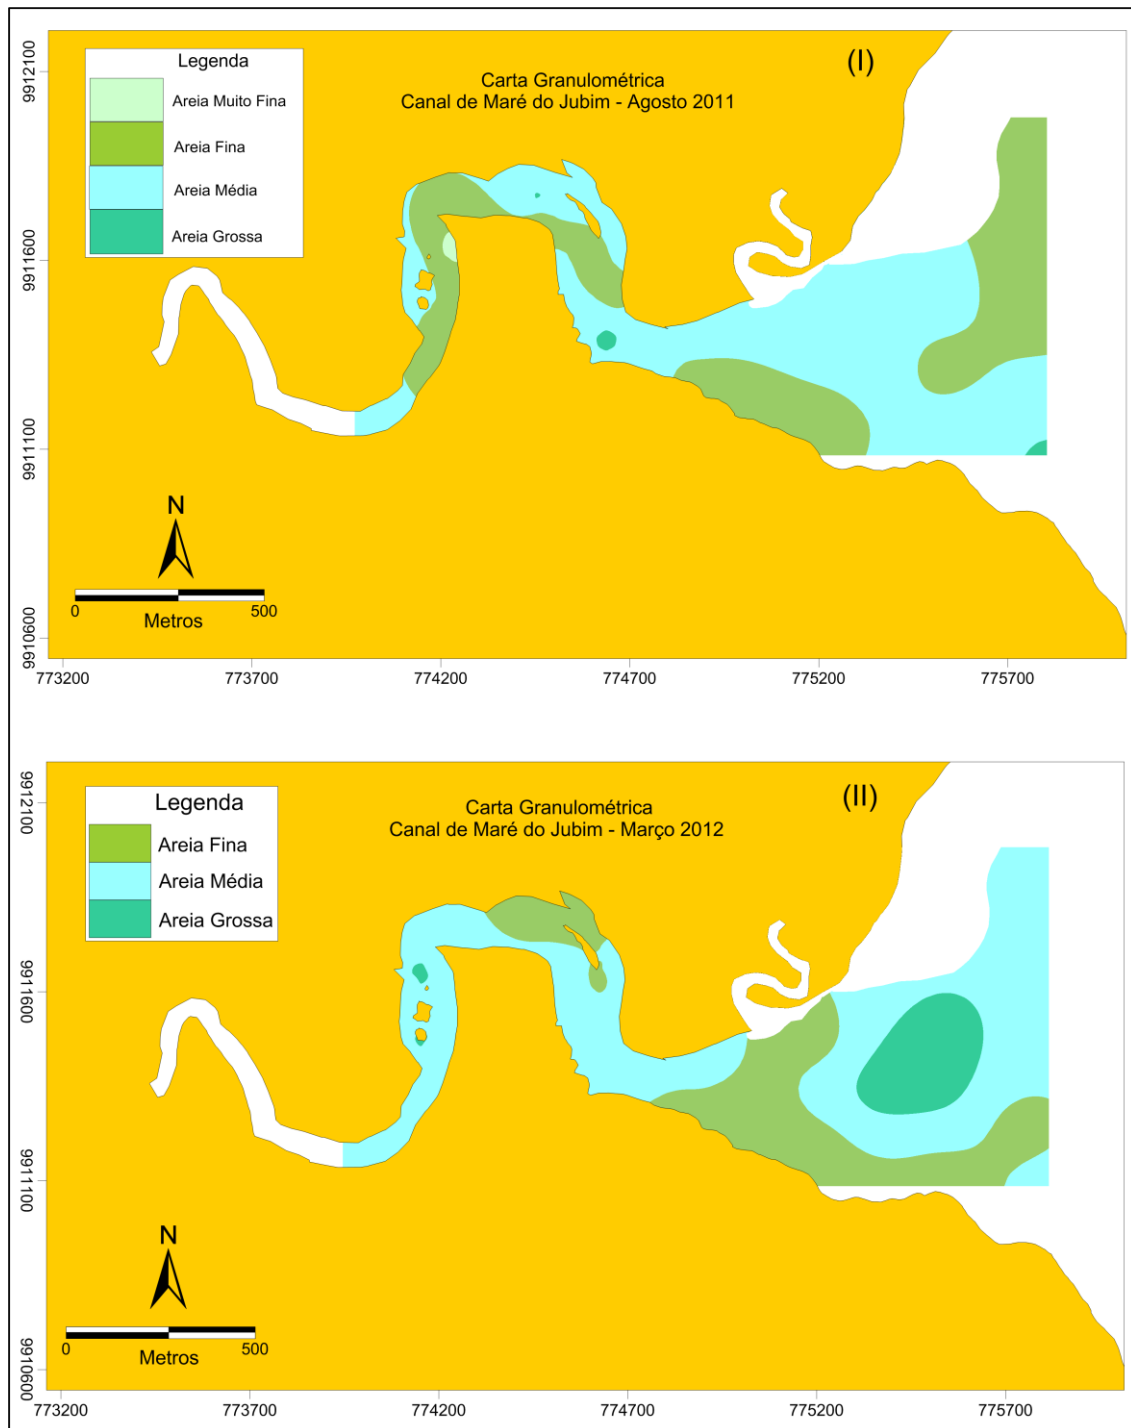 Legenda
Areia Muito Fina
Areia Fina
Areia Média
Areia Grossa
Carta Granulométrica
Canal de Maré do Jubim - Agosto 2011
(I)
9912100
9911600
9911100
9910600
N
0 500
Metros
773200 773700 774200 774700 775200 775700
Legenda
Areia Fina
Areia Média
Areia Grossa
Carta Granulométrica
Canal de Maré do Jubim - Março 2012
(II)
9912100
9911600
9911100
9910600
N
0 500
Metros
773200 773700 774200 774700 775200 775700